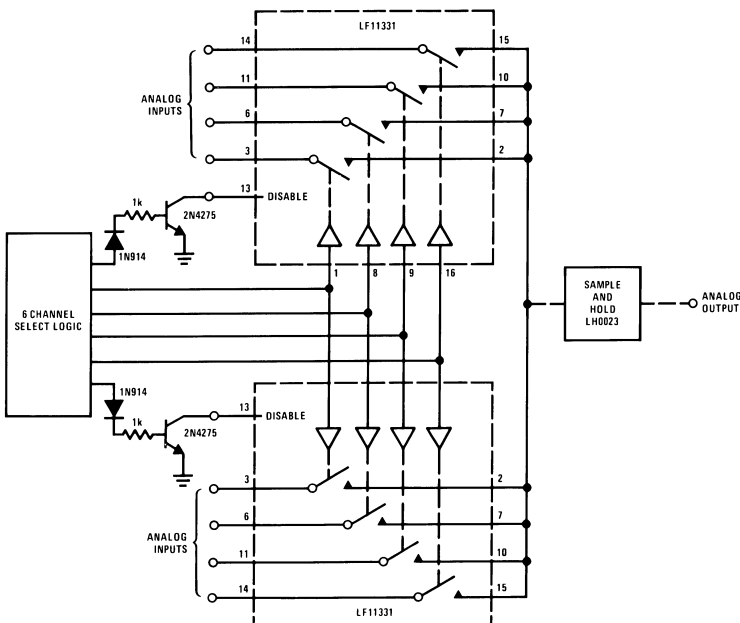 LF11331
14
15
11
10
ANALOG
INPUTS
6
7
3
2
13
DISABLE
1k
2N4275
1N914
1
8
9
16
6 CHANNEL
SELECT LOGIC
SAMPLE
AND
HOLD
LH0023
ANALOG
OUTPUT
1N914
13
DISABLE
1k
2N4275
3
2
6
7
ANALOG
INPUTS
11
10
14
15
LF11331